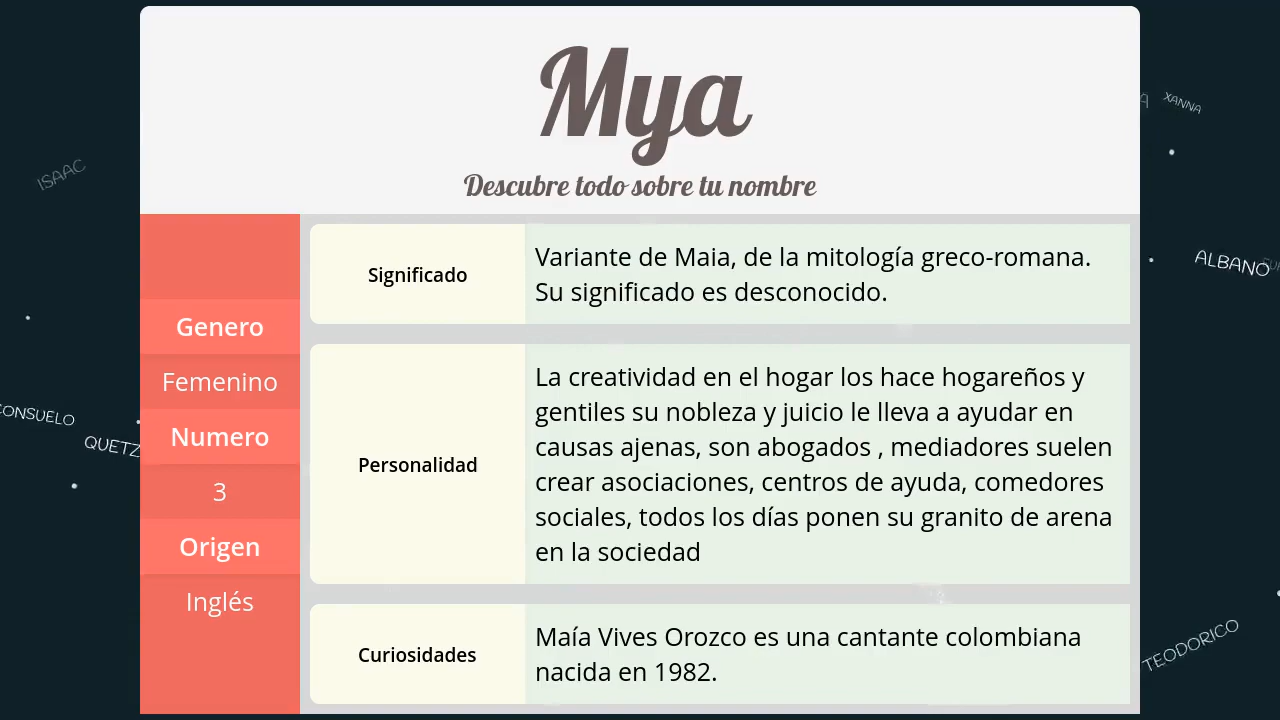 Mya
Descubre todo sobre tu nombre
ISAAC
XANNA
ALBANO
CONSUELO
QUETZ
TEODORICO
Genero
Femenino
Numero
3
Origen
Inglés
Significado
Variante de Maia, de la mitología greco-romana.
Su significado es desconocido.
Personalidad
La creatividad en el hogar los hace hogareños y
gentiles su nobleza y juicio le lleva a ayudar en
causas ajenas, son abogados , mediadores suelen
crear asociaciones, centros de ayuda, comedores
sociales, todos los días ponen su granito de arena
en la sociedad
Curiosidades
Maía Vives Orozco es una cantante colombiana
nacida en 1982.